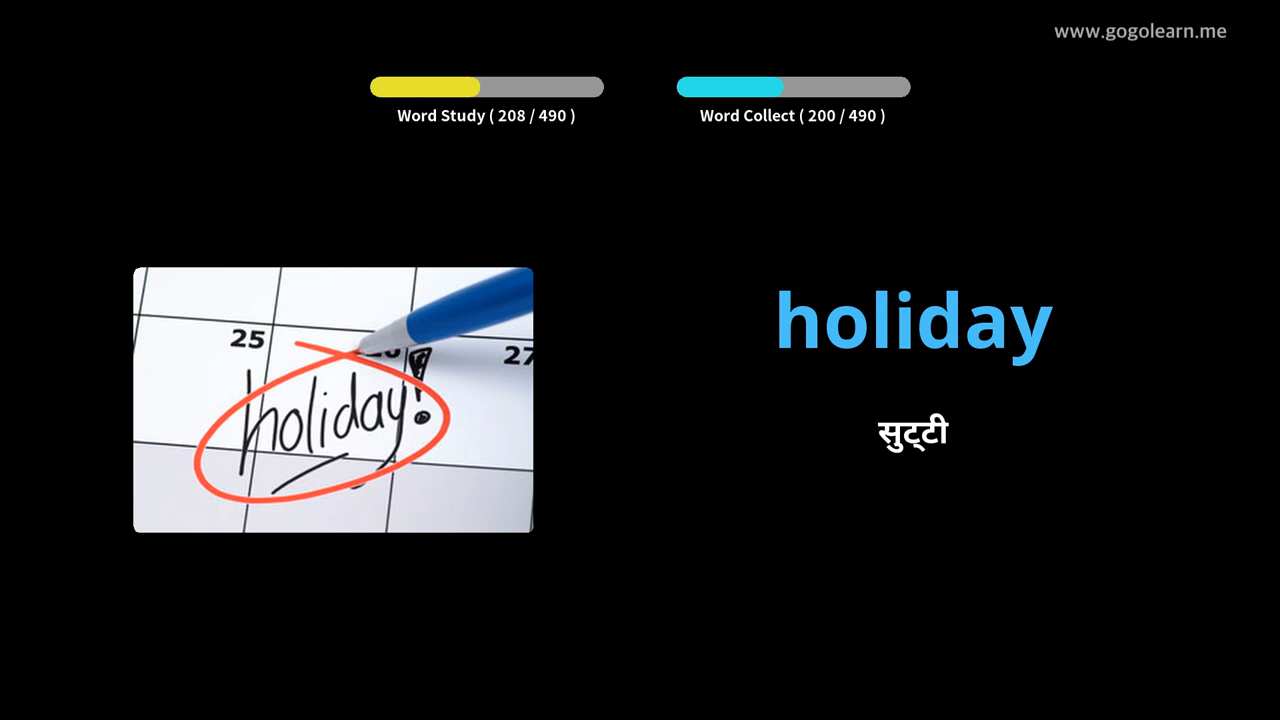 www.gogolearn.me
Word Study ( 208 / 490 )
Word Collect ( 200 / 490 )
25
27
holiday!
holiday
सुट्टी